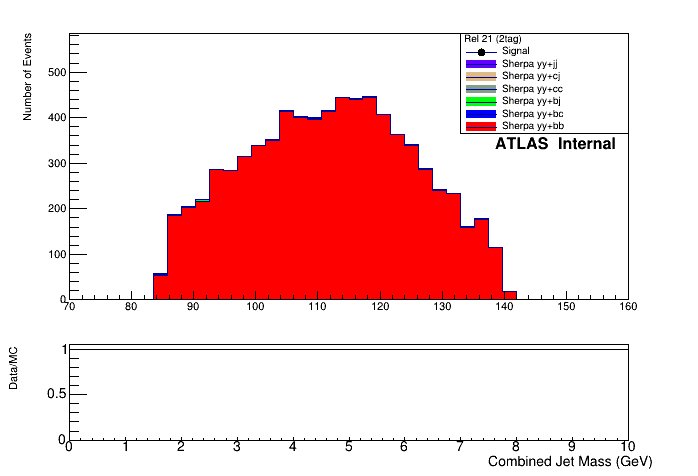 Number of Events
500
400
300
200
100
0
70 80 90 100 110 120 130 140 150 160
Rel 21 (2tag)
Signal
Sherpa yy+jj
Sherpa yy+cj
Sherpa yy+cc
Sherpa yy+bj
Sherpa yy+bc
Sherpa yy+bb
ATLAS Internal
Data/MC
1
0.5
0
0 1 2 3 4 5 6 7 8 9 10
Combined Jet Mass (GeV)